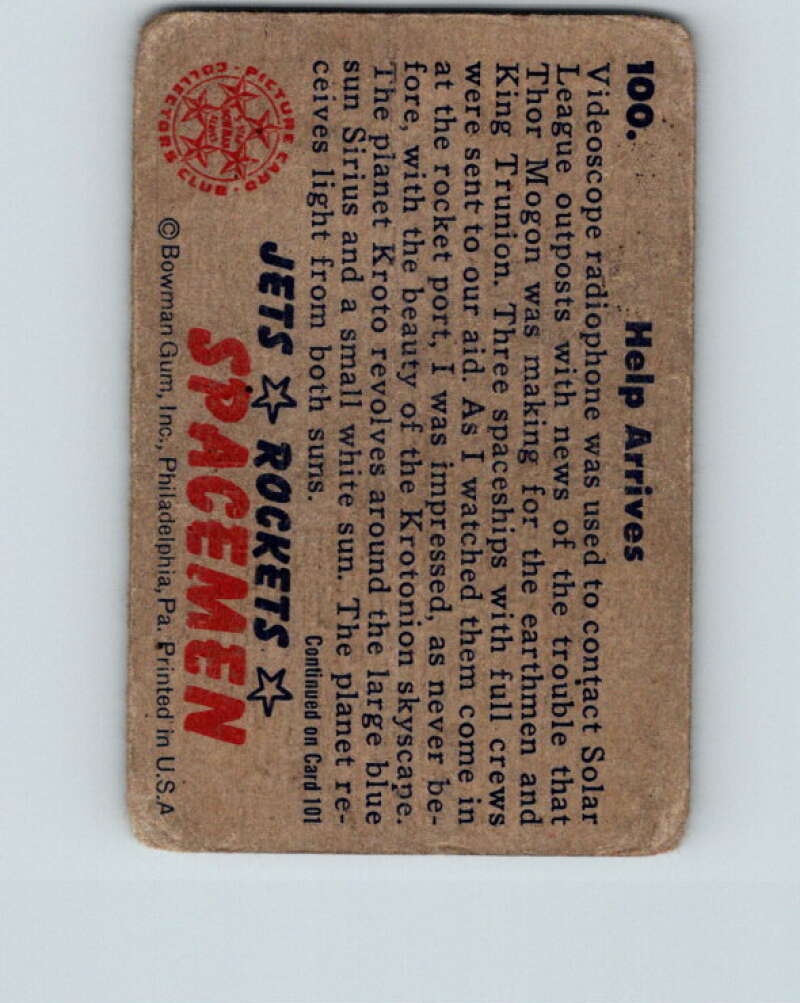 100. Help Arrives
Videoscope radiophone was used to contact Solar
League outposts with news of the trouble that
Thor Mogon was making for the earthmen and
King Trunion. Three spaceships with full crews
were sent to our aid. As I watched them come in
at the rocket port, I was impressed, as never be-
fore, with the beauty of the Krotonion skyscape.
The planet Kroto revolves around the large blue
sun Sirius and a small white sun. The planet re-
ceives light from both suns.
Continued on Card 101
JETS ☆ ROCKETS ☆
SPACEMEN
PICTURE CARD COLLECTORS CLUB
©Bowman Gum, Inc., Philadelphia, Pa. Printed in U.S.A